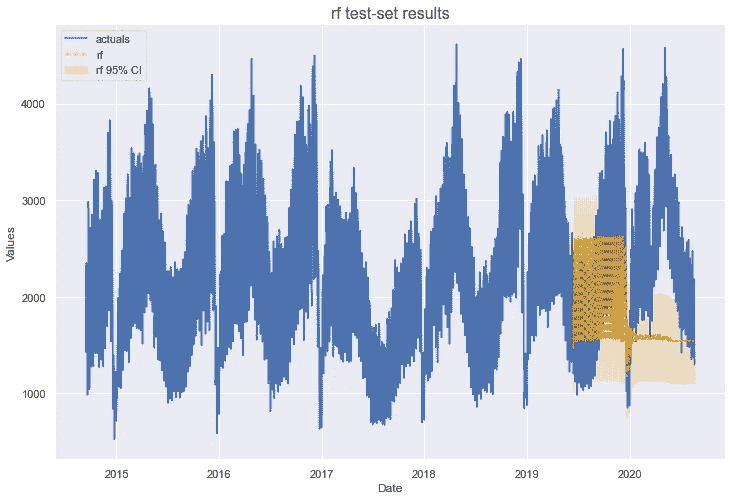 rf test-set results
actuals
rf
rf 95% CI
4000
3000
2000
1000
Values
2015 2016 2017 2018 2019 2020
Date